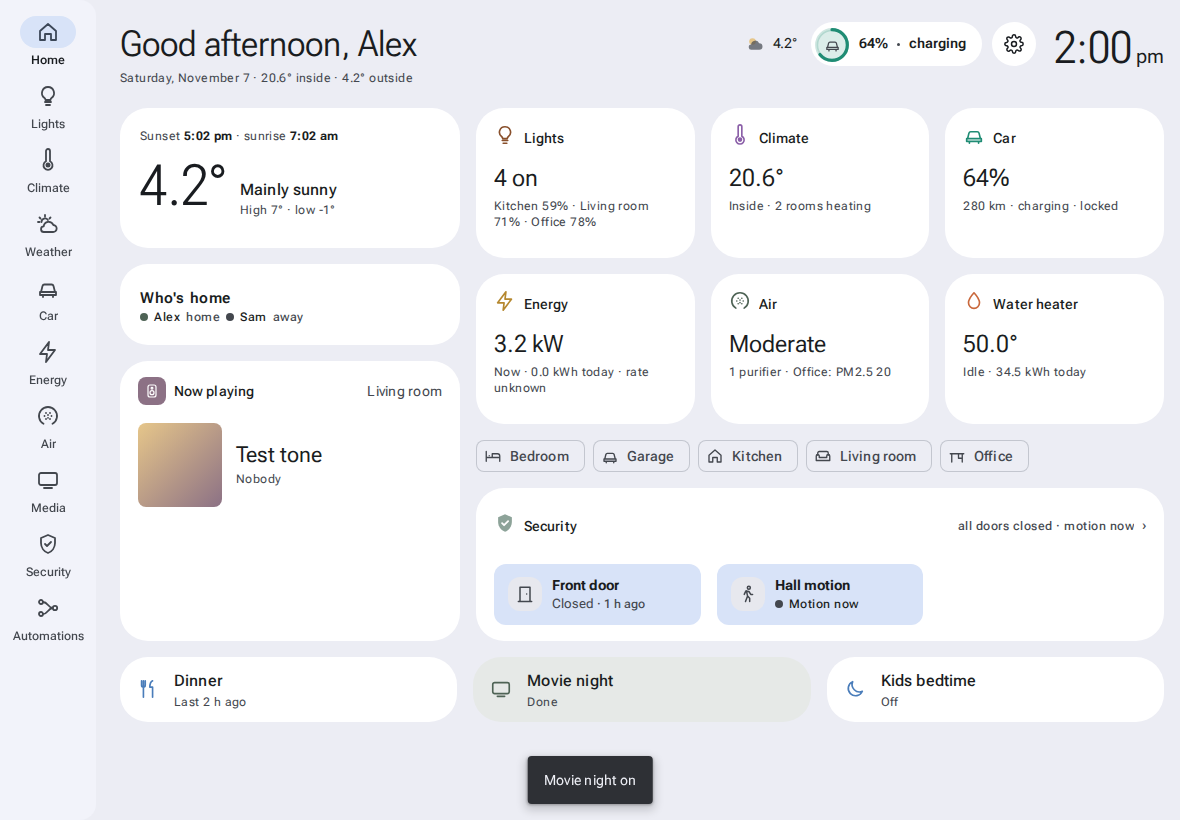 Home
Lights
Climate
Weather
Car
Energy
Air
Media
Security
Automations
Good afternoon, Alex
Saturday, November 7 · 20.6° inside · 4.2° outside
4.2°
64% · charging
2:00 pm
Sunset 5:02 pm · sunrise 7:02 am
4.2°
Mainly sunny
High 7° · low -1°
Who's home
Alex home Sam away
Now playing
Living room
Test tone
Nobody
Lights
4 on
Kitchen 59% · Living room
71% · Office 78%
Climate
20.6°
Inside · 2 rooms heating
Car
64%
280 km · charging · locked
Energy
3.2 kW
Now · 0.0 kWh today · rate
unknown
Air
Moderate
1 purifier · Office: PM2.5 20
Water heater
50.0°
Idle · 34.5 kWh today
Bedroom
Garage
Kitchen
Living room
Office
Security
all doors closed · motion now ›
Front door
Closed · 1 h ago
Hall motion
Motion now
Dinner
Last 2 h ago
Movie night
Done
Kids bedtime
Off
Movie night on